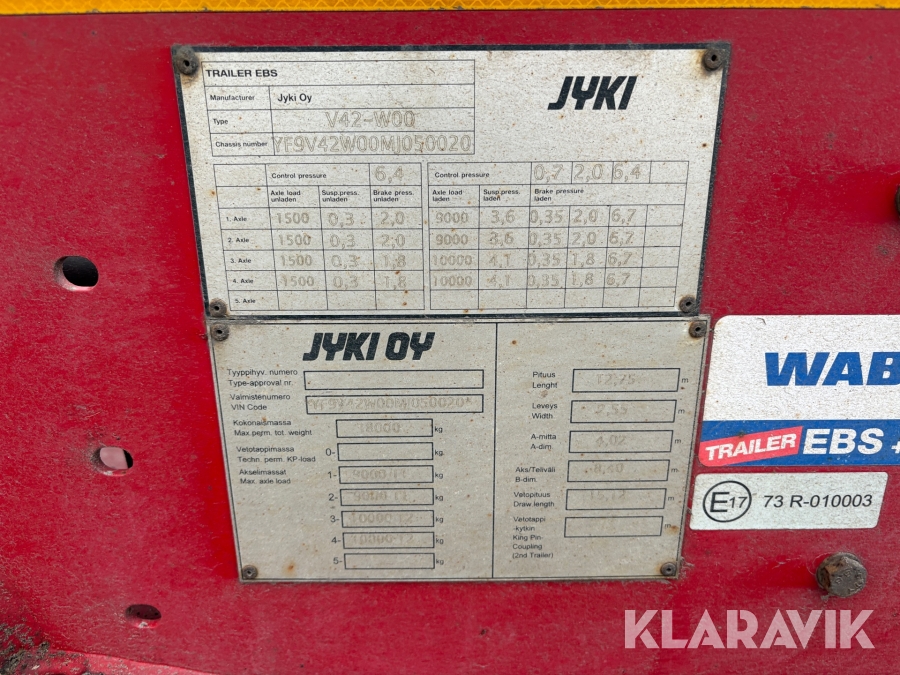 TRAILER EBS
JYKI
Manufacturer Jyki Oy
Type V42-W00
Chassis number YF9V42W00MJ050020
Control pressure 6,4 Control pressure 0,7 2,0 6,4
Axle load unladen Susp.press. unladen Brake press. unladen Axle load laden Susp.press. laden Brake pressure laden
1. Axle 1500 0,3 2,0 9000 3,6 0,35 2,0 6,7
2. Axle 1500 0,3 2,0 9000 3,6 0,35 2,0 6,7
3. Axle 1500 0,3 1,8 10000 4,1 0,35 1,8 6,7
4. Axle 1500 0,3 1,8 10000 4,1 0,35 1,8 6,7
5. Axle
JYKI OY
Tyyppihyv. numero
Type-approval nr.
Valmistenumero
VIN Code *YF9V42W00MJ050020*
Kokonaismassa
Max.perm. tot. weight kg
Vetotappimassa
Techn. perm. KP-load 0- kg
Akselimassat
Max. axle load
1- 9000 kg
2- 9000 kg
3- 10000-T2 kg
4- 10000-T2 kg
5- kg
Pituus
Lenght 12,75 m
Leveys
Width 2,55 m
A-mitta
A-dim. 4,02 m
Aks/Teliväli
B-dim. 8,40 m
Vetopituus
Draw.length 15,12 m
Vetotappi
-kytkin
King Pin-
Coupling
(2nd Trailer) m
WAB
TRAILER EBS +
E17 73 R-010003
KLARAVIK